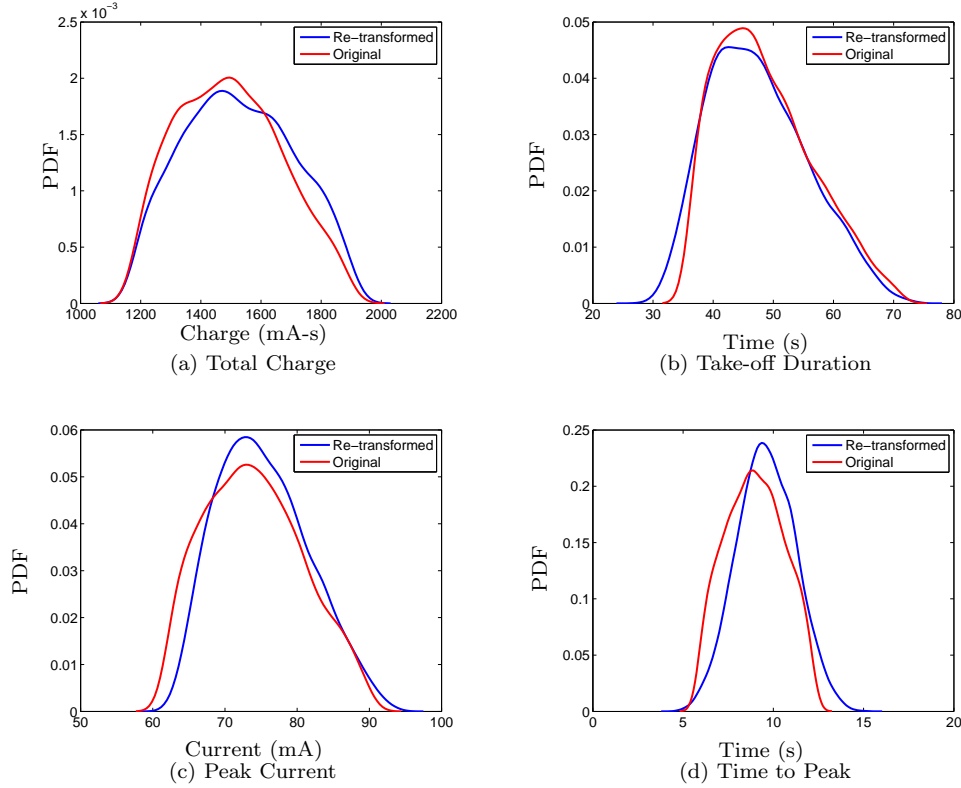 2.5 × 10⁻³
Re−transformed
Original
2
1.5
1
0.5
0
PDF
1000 1200 1400 1600 1800 2000 2200
Charge (mA-s)
(a) Total Charge
0.05
Re−transformed
Original
0.04
0.03
0.02
0.01
0
PDF
20 30 40 50 60 70 80
Time (s)
(b) Take-off Duration
0.06
Re−transformed
Original
0.05
0.04
0.03
0.02
0.01
0
PDF
50 60 70 80 90 100
Current (mA)
(c) Peak Current
0.25
Re−transformed
Original
0.2
0.15
0.1
0.05
0
PDF
0 5 10 15 20
Time (s)
(d) Time to Peak